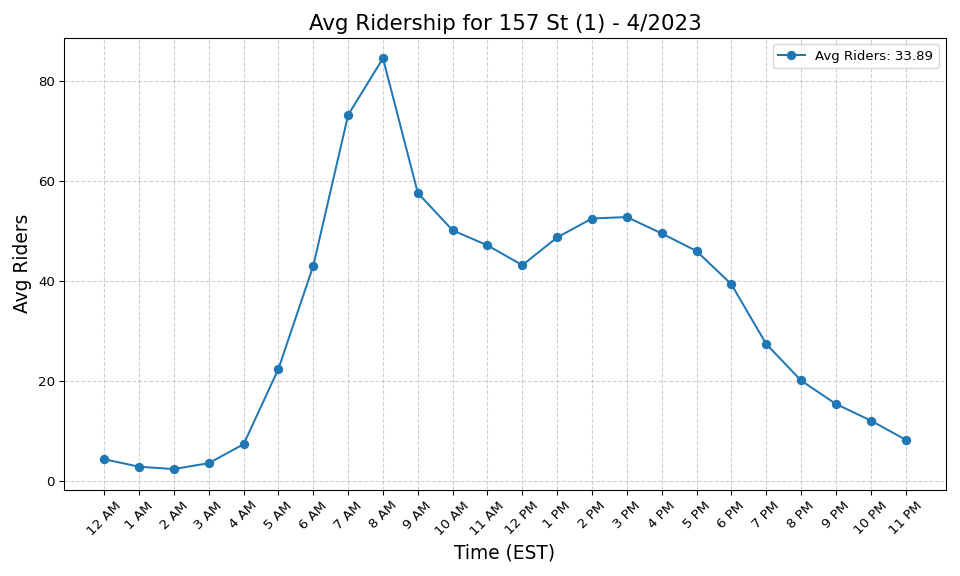 Avg Ridership for 157 St (1) - 4/2023
Avg Riders: 33.89
Avg Riders
80
60
40
20
0
12 AM
1 AM
2 AM
3 AM
4 AM
5 AM
6 AM
7 AM
8 AM
9 AM
10 AM
11 AM
12 PM
1 PM
2 PM
3 PM
4 PM
5 PM
6 PM
7 PM
8 PM
9 PM
10 PM
11 PM
Time (EST)